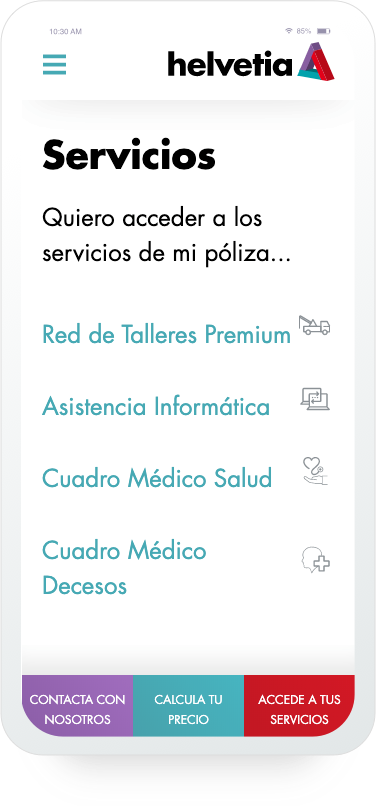 10:30 AM
85%
helvetia
Servicios
Quiero acceder a los
servicios de mi póliza...
Red de Talleres Premium
Asistencia Informática
Cuadro Médico Salud
Cuadro Médico
Decesos
CONTACTA CON
NOSOTROS
CALCULA TU
PRECIO
ACCEDE A TUS
SERVICIOS